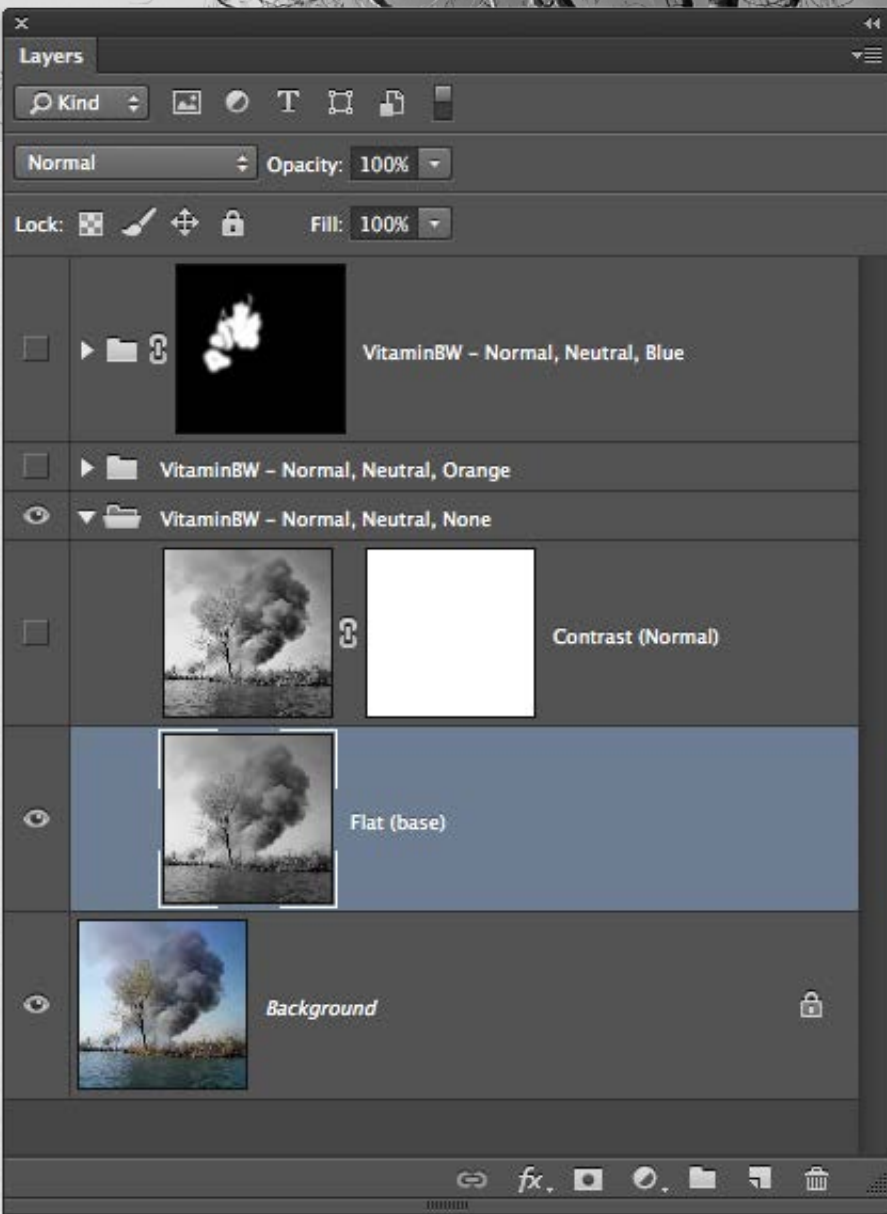 Layers
Kind T
Normal Opacity: 100%
Lock: Fill: 100%
VitaminBW – Normal, Neutral, Blue
VitaminBW – Normal, Neutral, Orange
VitaminBW – Normal, Neutral, None
Contrast (Normal)
Flat (base)
Background
fx.